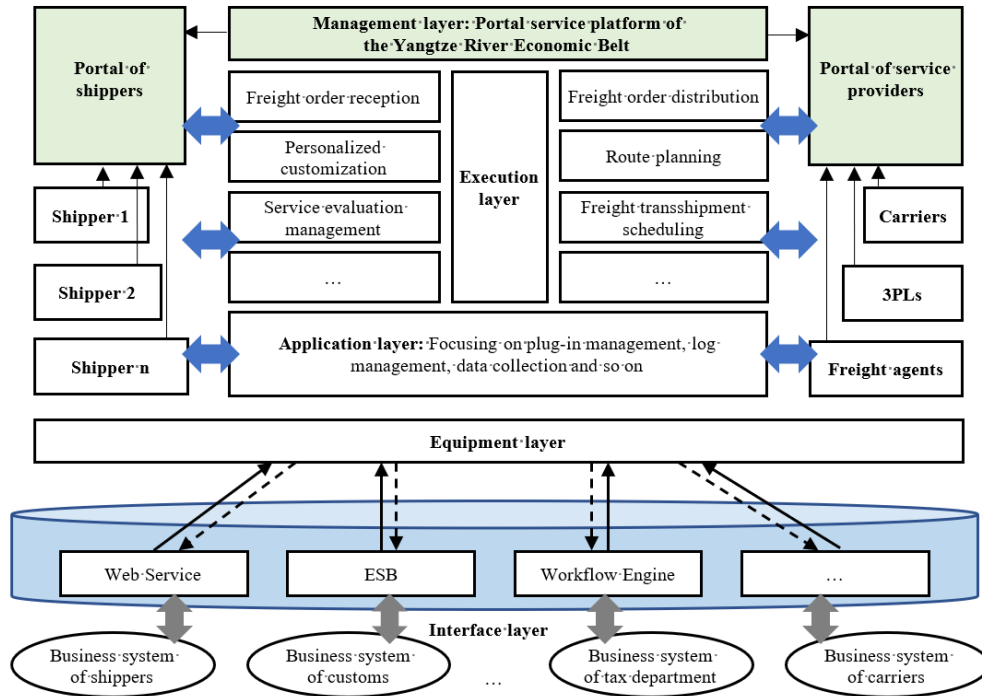 Management layer: Portal service platform of
the Yangtze River Economic Belt
Portal of
shippers
Portal of service
providers
Freight order reception
Freight order distribution
Personalized
customization
Execution
layer
Route planning
Shipper 1
Service evaluation
management
Freight transshipment
scheduling
Carriers
Shipper 2
…
…
3PLs
Shipper n
Application layer: Focusing on plug-in management, log
management, data collection and so on
Freight agents
Equipment layer
Web Service
ESB
Workflow Engine
…
Interface layer
Business system
of shippers
Business system
of customs
…
Business system
of tax department
Business system
of carriers